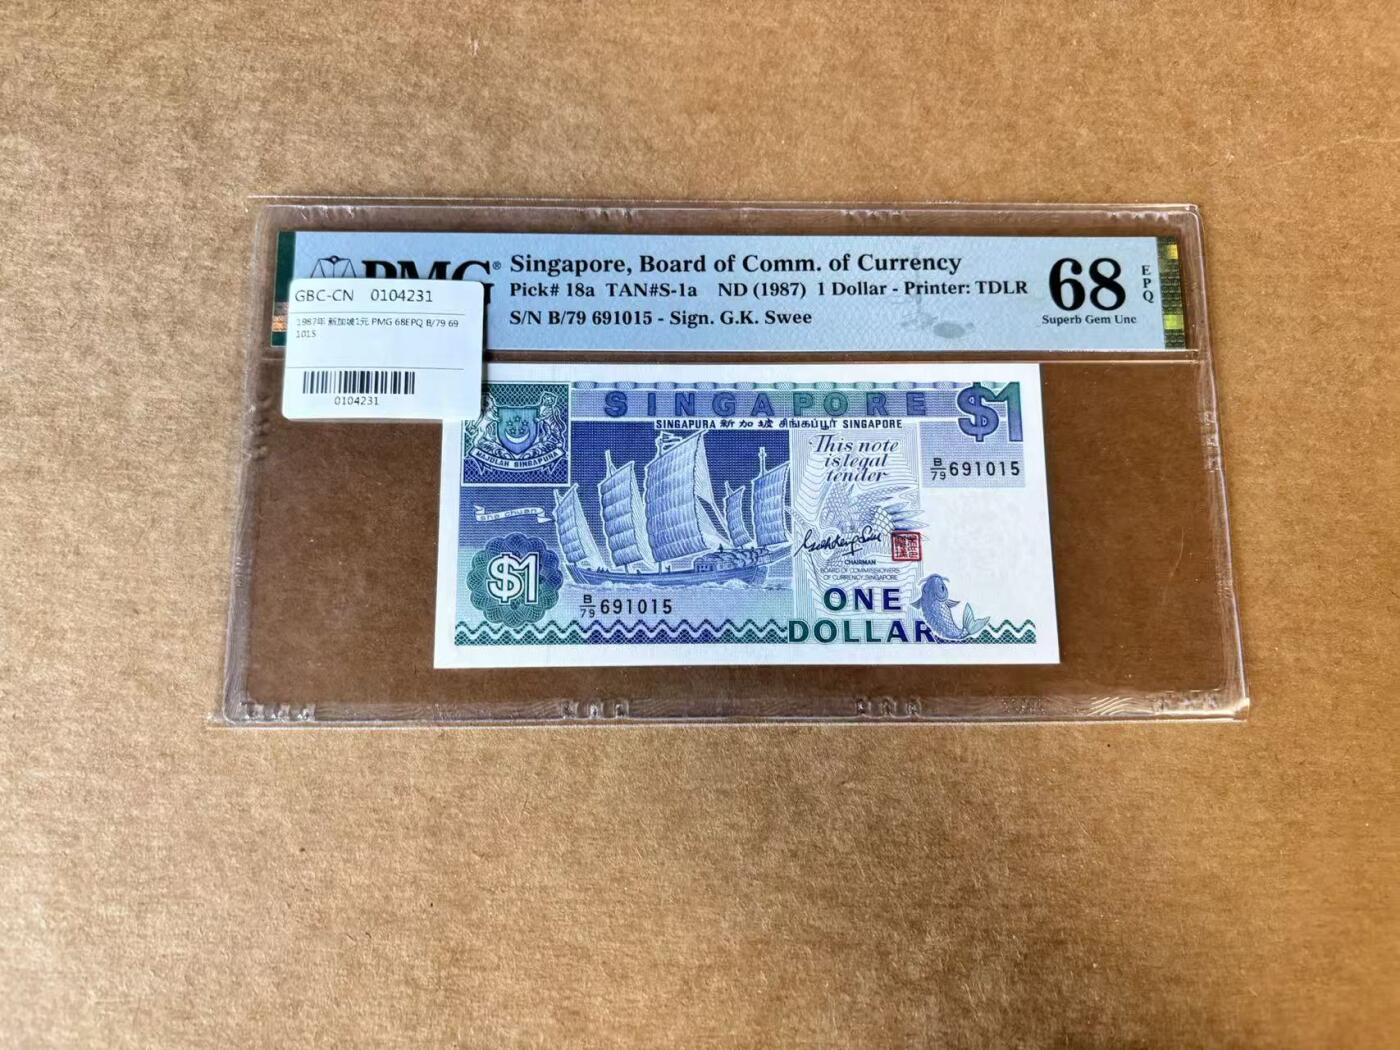 PMG®
Singapore, Board of Comm. of Currency
Pick# 18a TAN#S-1a ND (1987) 1 Dollar - Printer: TDLR
S/N B/79 691015 - Sign. G.K. Swee
68
EPQ
Superb Gem Unc
GBC-CN 0104231
1987年 新加坡1元 PMG 68EPQ B/79 69
1015
0104231
SINGAPORE
$1
SINGAPURA 新加坡 சிங்கப்பூர் SINGAPORE
MAJULAH SINGAPURA
This note
is legal
tender
B/79 691015
sha chuan
$1
CHAIRMAN
BOARD OF COMMISSIONERS
OF CURRENCY, SINGAPORE
B/79 691015
ONE
DOLLAR